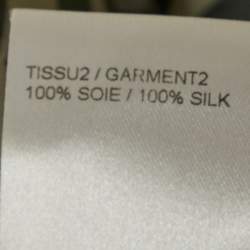 TISSU2 / GARMENT2
100% SOIE / 100% SILK